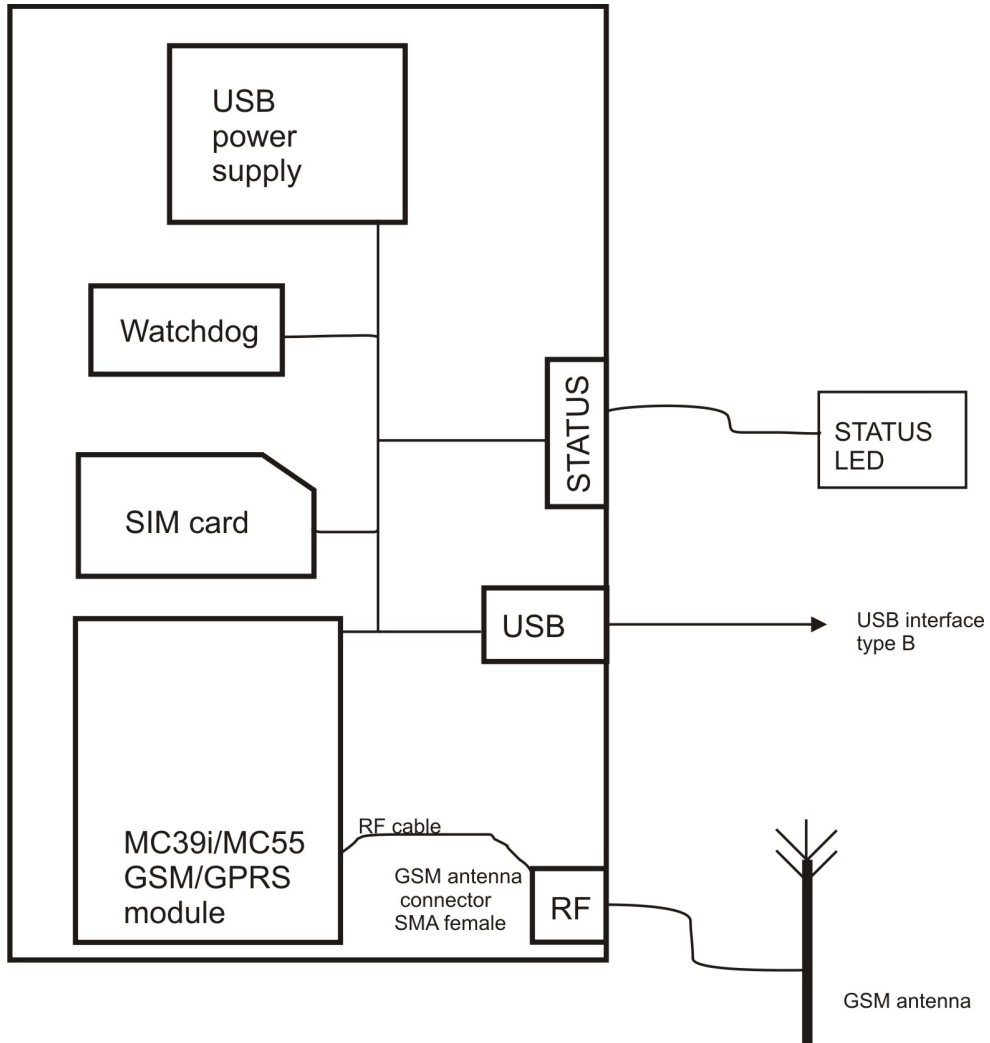 USB
power
supply
Watchdog
STATUS
STATUS
LED
SIM card
USB
USB interface
type B
MC39i/MC55
GSM/GPRS
module
RF cable
GSM antenna
connector
SMA female
RF
GSM antenna